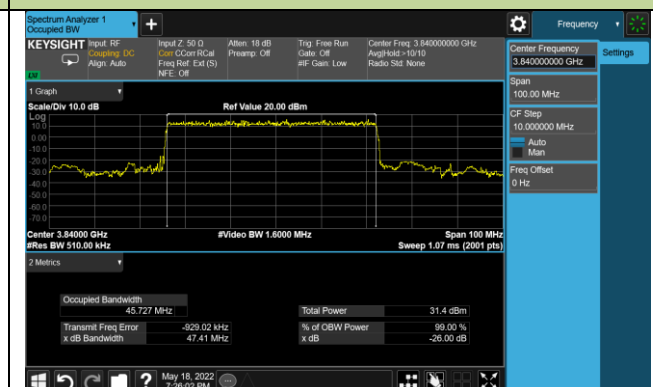 Spectrum Analyzer 1
Occupied BW
Frequency
KEYSIGHT
Input: RF
Coupling: DC
Align: Auto
Input Z: 50 Ω
Corr CCorr RCal
Freq Ref: Ext (S)
NFE: Off
Atten: 18 dB
Preamp: Off
Trig: Free Run
Gate: Off
#IF Gain: Low
Center Freq: 3.840000000 GHz
Avg|Hold:>10/10
Radio Std: None
Center Frequency
3.840000000 GHz
Settings
Span
100.00 MHz
CF Step
10.000000 MHz
Auto
Man
Freq Offset
0 Hz
1 Graph
Scale/Div 10.0 dB
Ref Value 20.00 dBm
Log
10.0
0.00
-10.0
-20.0
-30.0
-40.0
-50.0
-60.0
-70.0
Center 3.84000 GHz
#Video BW 1.6000 MHz
Span 100 MHz
#Res BW 510.00 kHz
Sweep 1.07 ms (2001 pts)
2 Metrics
Occupied Bandwidth
45.727 MHz
Total Power
31.4 dBm
Transmit Freq Error
-929.02 kHz
% of OBW Power
99.00 %
x dB Bandwidth
47.41 MHz
x dB
-26.00 dB
May 18, 2022
7:26:02 PM